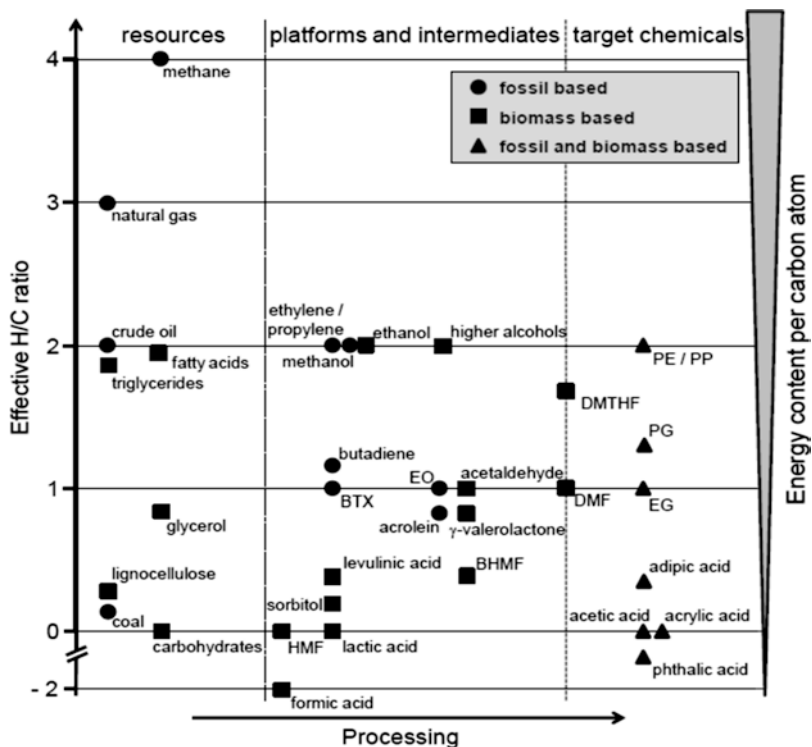 resources
platforms and intermediates
target chemicals
fossil based
biomass based
fossil and biomass based
Effective H/C ratio
4
3
2
1
0
- 2
methane
natural gas
crude oil
triglycerides
fatty acids
glycerol
lignocellulose
coal
carbohydrates
ethylene /
propylene
methanol
ethanol
higher alcohols
butadiene
BTX
EO
acetaldehyde
acrolein
γ-valerolactone
levulinic acid
BHMF
sorbitol
HMF
lactic acid
formic acid
DMTHF
DMF
PE / PP
PG
EG
adipic acid
acetic acid
acrylic acid
phthalic acid
Energy content per carbon atom
Processing